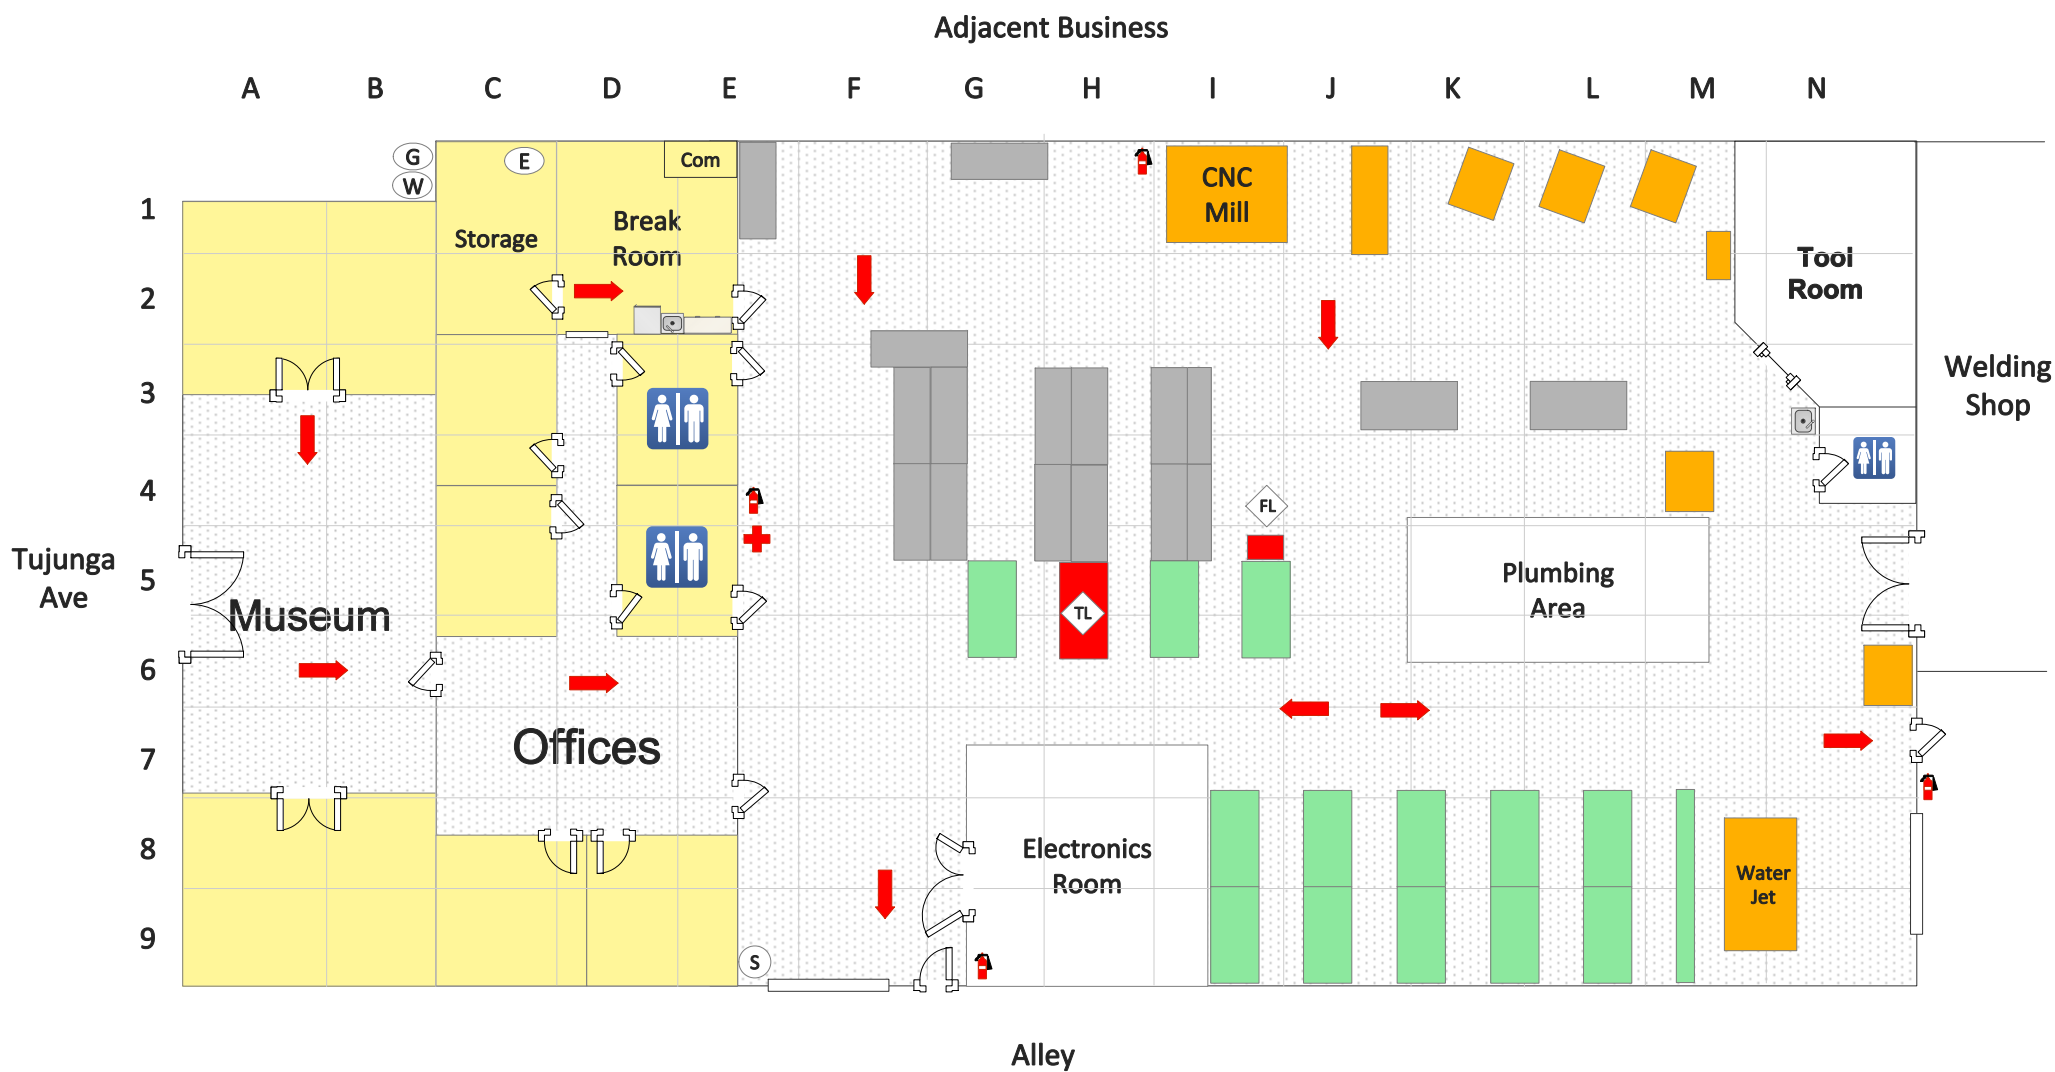 Adjacent Business
A B C D E F G H I J K L M N
G
W
E
Com
1
2
3
4
5
6
7
8
9
Storage
Break
Room
CNC
Mill
Tool
Room
Welding
Shop
FL
Tujunga
Ave
Museum
TL
Plumbing
Area
Offices
Electronics
Room
Water
Jet
S
Alley